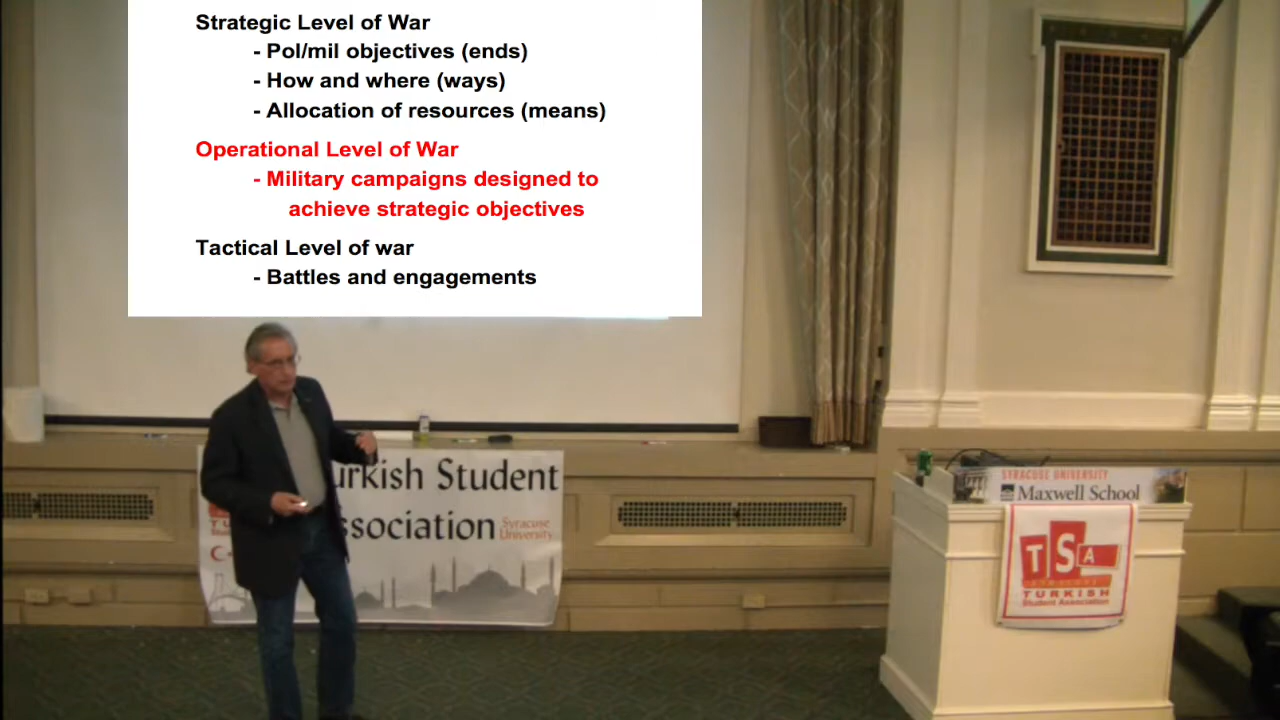 Strategic Level of War
- Pol/mil objectives (ends)
- How and where (ways)
- Allocation of resources (means)
Operational Level of War
- Military campaigns designed to
achieve strategic objectives
Tactical Level of war
- Battles and engagements
urkish Student
ssociation
Syracuse
University
SYRACUSE UNIVERSITY
Maxwell School
TSA
TURKISH
Student Association